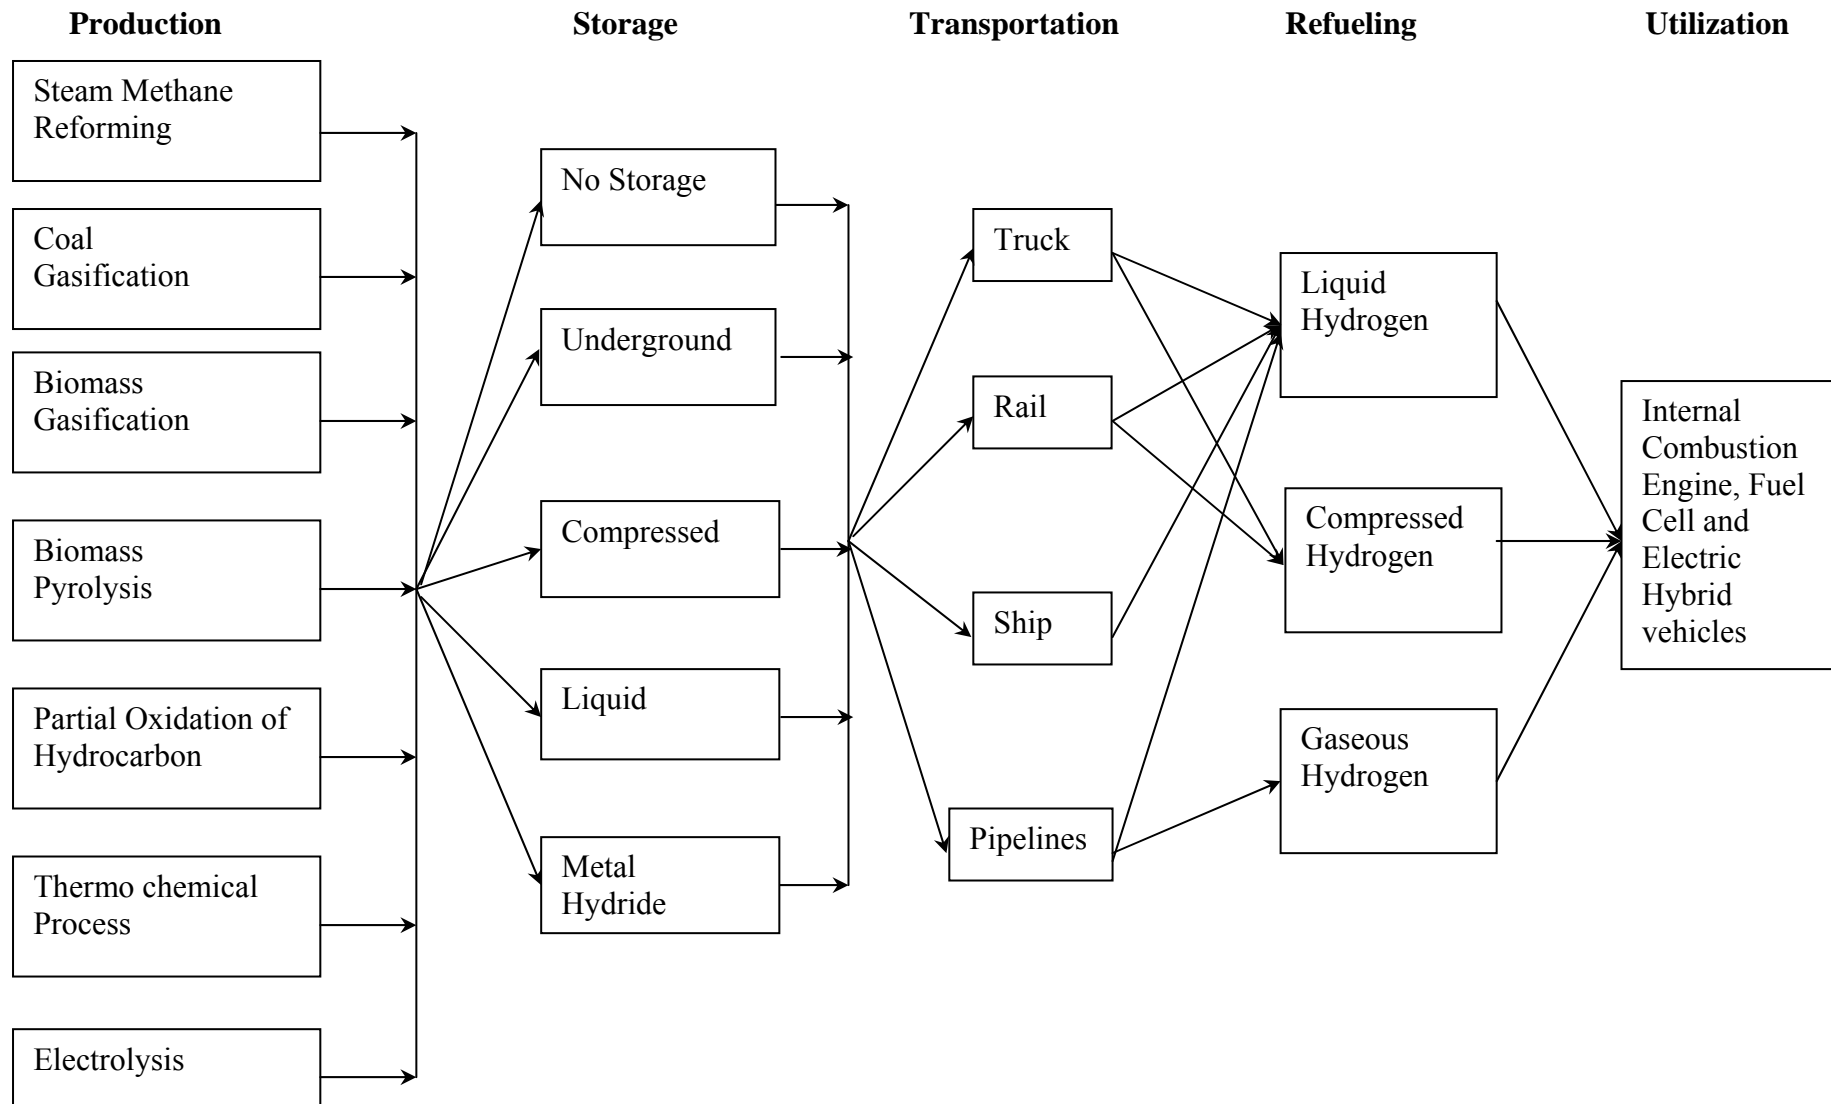 Production
Storage
Transportation
Refueling
Utilization
Steam Methane
Reforming
Coal
Gasification
Biomass
Gasification
Biomass
Pyrolysis
Partial Oxidation of
Hydrocarbon
Thermo chemical
Process
Electrolysis
No Storage
Underground
Compressed
Liquid
Metal
Hydride
Truck
Rail
Ship
Pipelines
Liquid
Hydrogen
Compressed
Hydrogen
Gaseous
Hydrogen
Internal
Combustion
Engine, Fuel
Cell and
Electric
Hybrid
vehicles